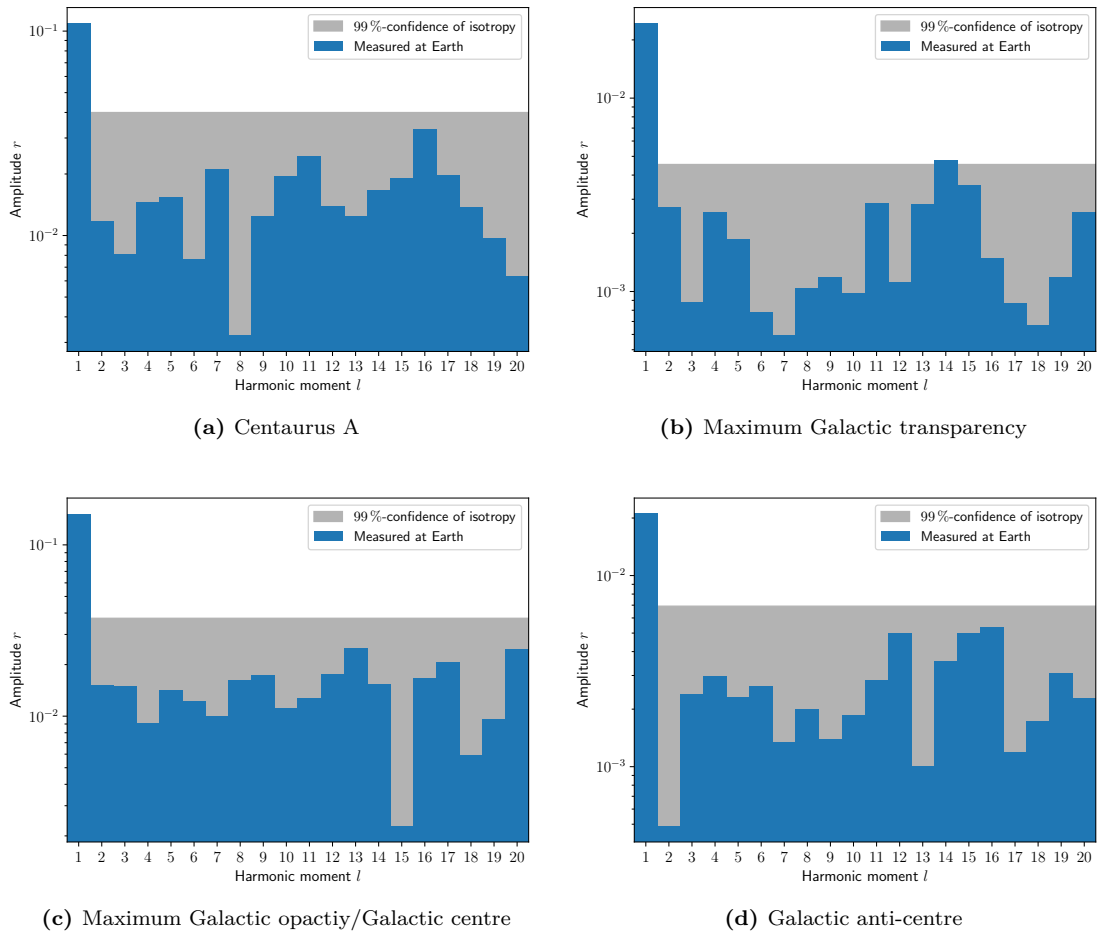 99 %-confidence of isotropy
Measured at Earth
10⁻¹
10⁻²
Amplitude r
1 2 3 4 5 6 7 8 9 10 11 12 13 14 15 16 17 18 19 20
Harmonic moment l
(a) Centaurus A
99 %-confidence of isotropy
Measured at Earth
10⁻²
10⁻³
Amplitude r
1 2 3 4 5 6 7 8 9 10 11 12 13 14 15 16 17 18 19 20
Harmonic moment l
(b) Maximum Galactic transparency
99 %-confidence of isotropy
Measured at Earth
10⁻¹
10⁻²
Amplitude r
1 2 3 4 5 6 7 8 9 10 11 12 13 14 15 16 17 18 19 20
Harmonic moment l
(c) Maximum Galactic opactiy/Galactic centre
99 %-confidence of isotropy
Measured at Earth
10⁻²
10⁻³
Amplitude r
1 2 3 4 5 6 7 8 9 10 11 12 13 14 15 16 17 18 19 20
Harmonic moment l
(d) Galactic anti-centre